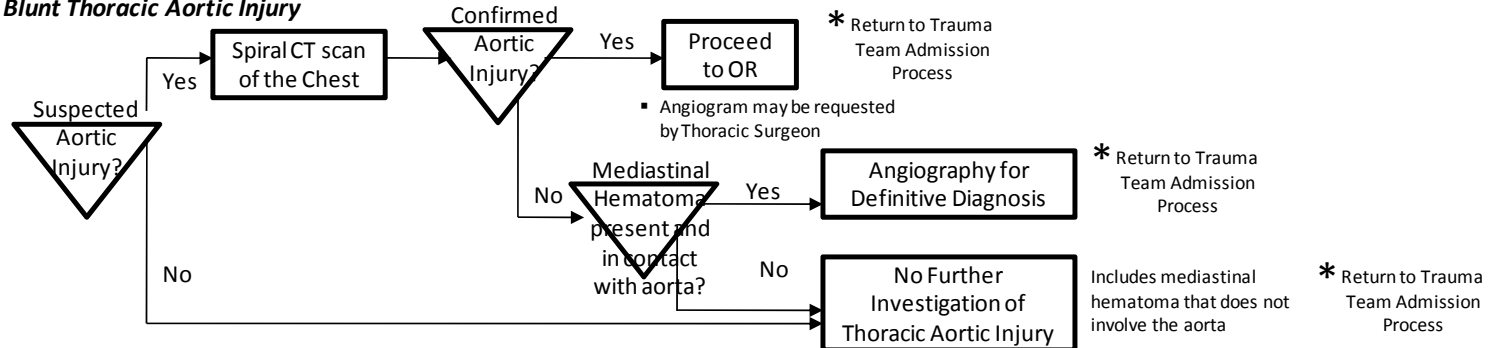 Blunt Thoracic Aortic Injury
Suspected
Aortic
Injury?
Yes
No
Spiral CT scan
of the Chest
Confirmed
Aortic
Injury?
Yes
No
Proceed
to OR
* Return to Trauma
Team Admission
Process
▪ Angiogram may be requested
by Thoracic Surgeon
Mediastinal
Hematoma
present and
in contact
with aorta?
Yes
No
Angiography for
Definitive Diagnosis
* Return to Trauma
Team Admission
Process
No Further
Investigation of
Thoracic Aortic Injury
Includes mediastinal
hematoma that does not
involve the aorta
* Return to Trauma
Team Admission
Process